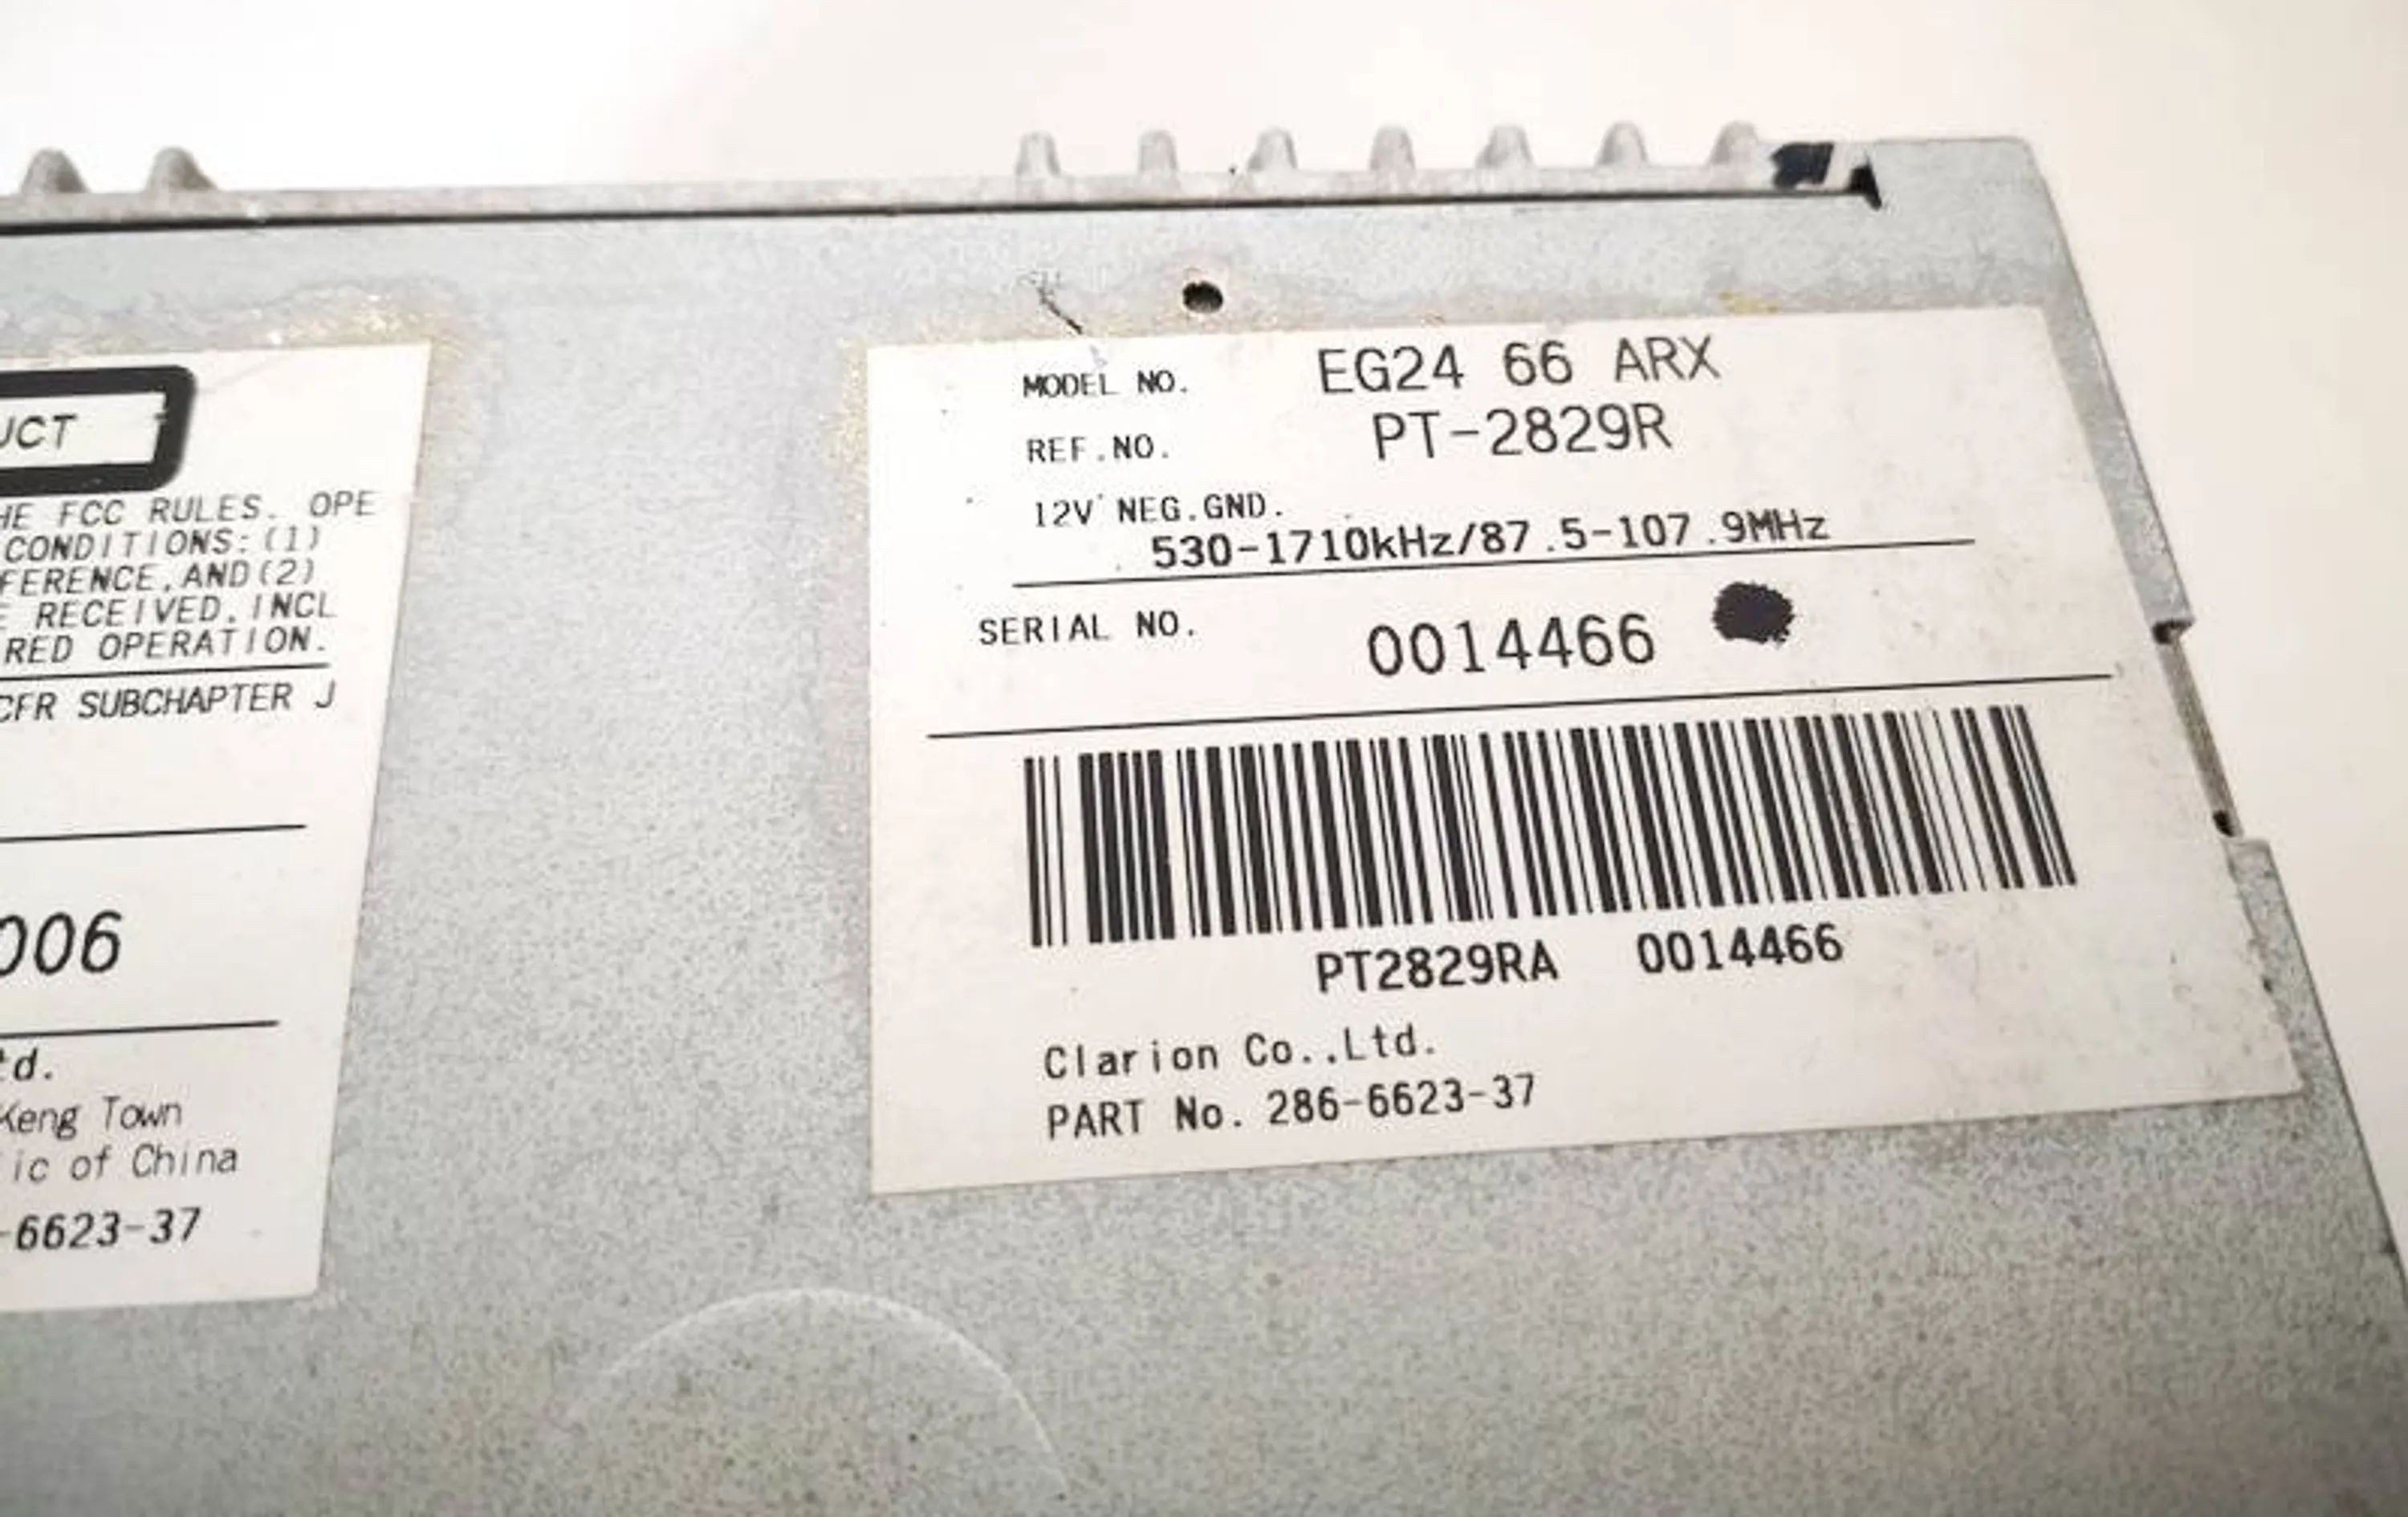 UCT
HE FCC RULES. OPE
CONDITIONS:(1)
FERENCE,AND(2)
E RECEIVED, INCL
RED OPERATION.
CFR SUBCHAPTER J
006
td.
Keng Town
ic of China
-6623-37
MODEL NO. EG24 66 ARX
REF.NO. PT-2829R
12V NEG.GND.
530-1710kHz/87.5-107.9MHz
SERIAL NO. 0014466
PT2829RA 0014466
Clarion Co.,Ltd.
PART No. 286-6623-37